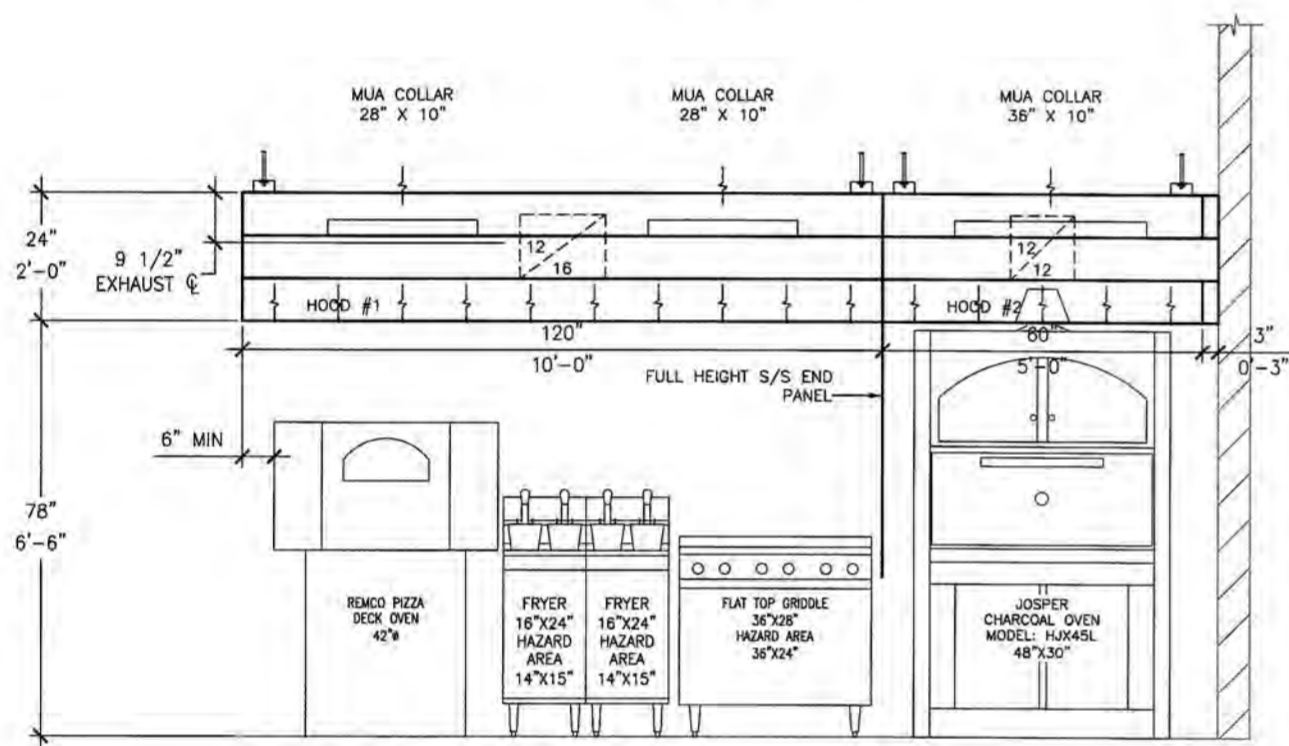 MUA COLLAR
28" X 10"
MUA COLLAR
28" X 10"
MUA COLLAR
36" X 10"
24"
2'-0"
9 1/2"
EXHAUST ℄
12
16
12
12
HOOD #1
HOOD #2
120"
10'-0"
60"
5'-0"
3"
0'-3"
FULL HEIGHT S/S END
PANEL
6" MIN
78"
6'-6"
REMCO PIZZA
DECK OVEN
42"ø
FRYER
16"X24"
HAZARD
AREA
14"X15"
FRYER
16"X24"
HAZARD
AREA
14"X15"
FLAT TOP GRIDDLE
36"X28"
HAZARD AREA
36"X24"
JOSPER
CHARCOAL OVEN
MODEL: HJX45L
48"X30"